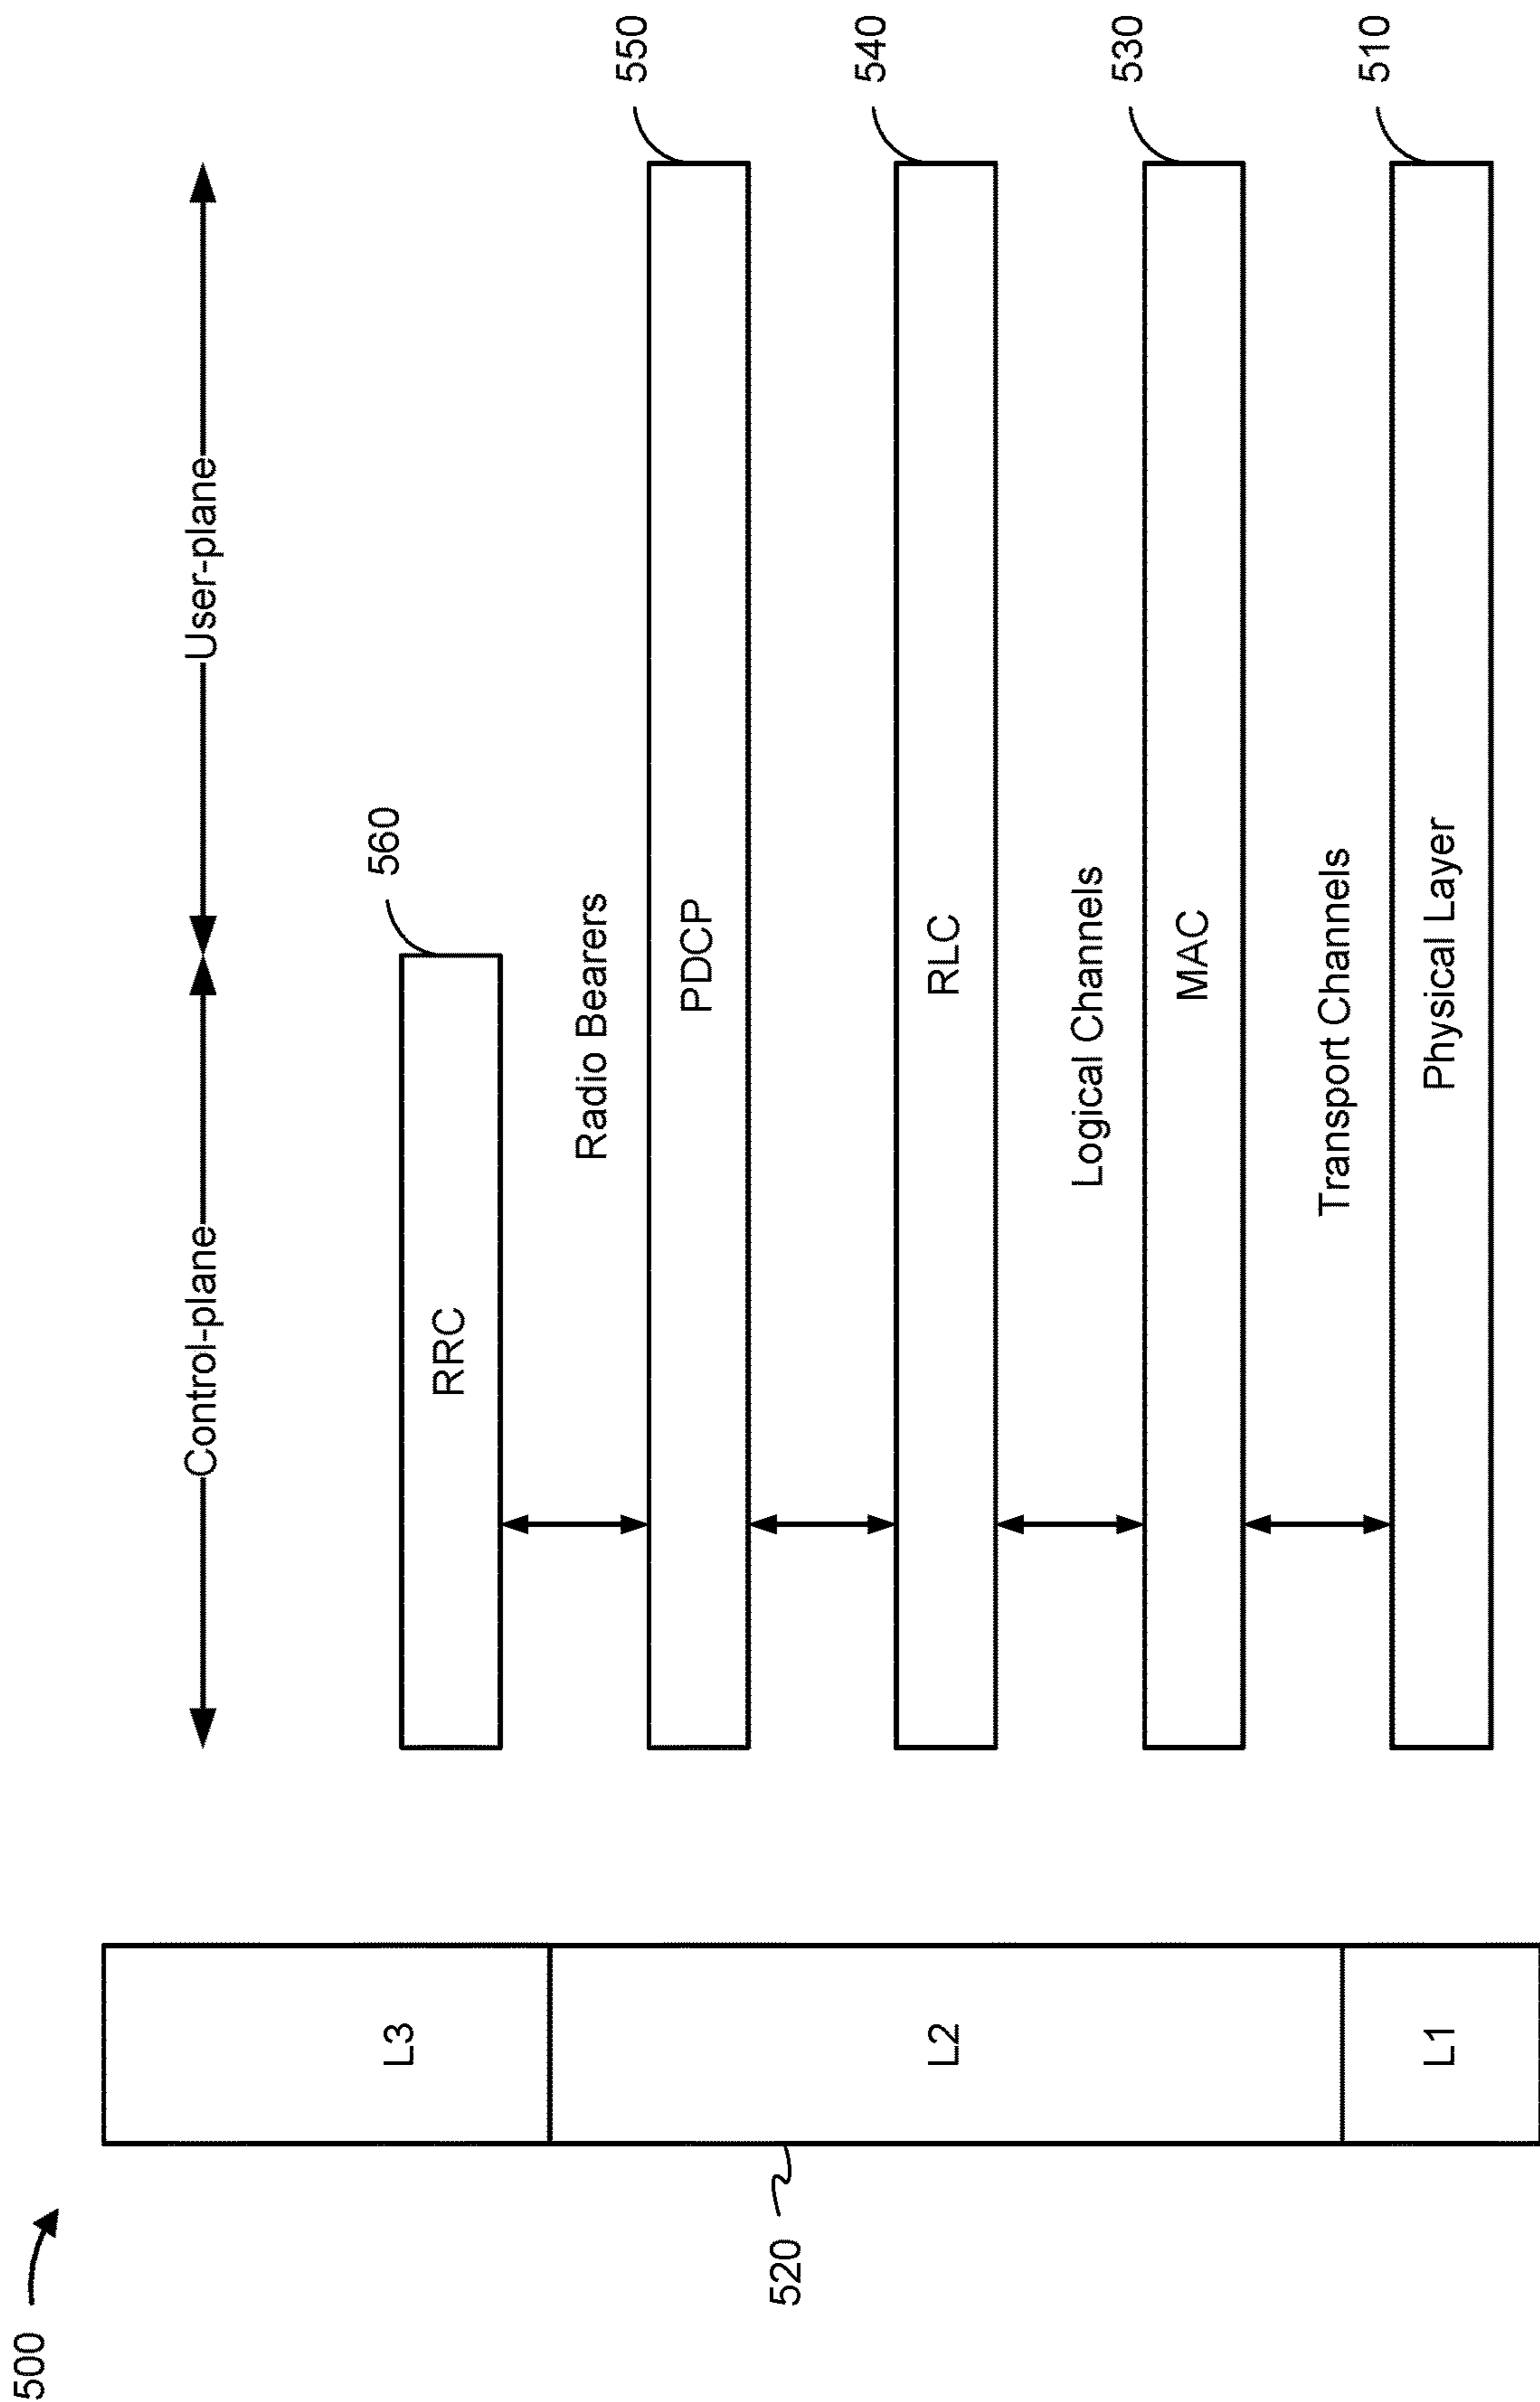 500
Control-plane
User-plane
L3
RRC
560
Radio Bearers
520
L2
PDCP
550
RLC
540
Logical Channels
MAC
530
Transport Channels
L1
Physical Layer
510